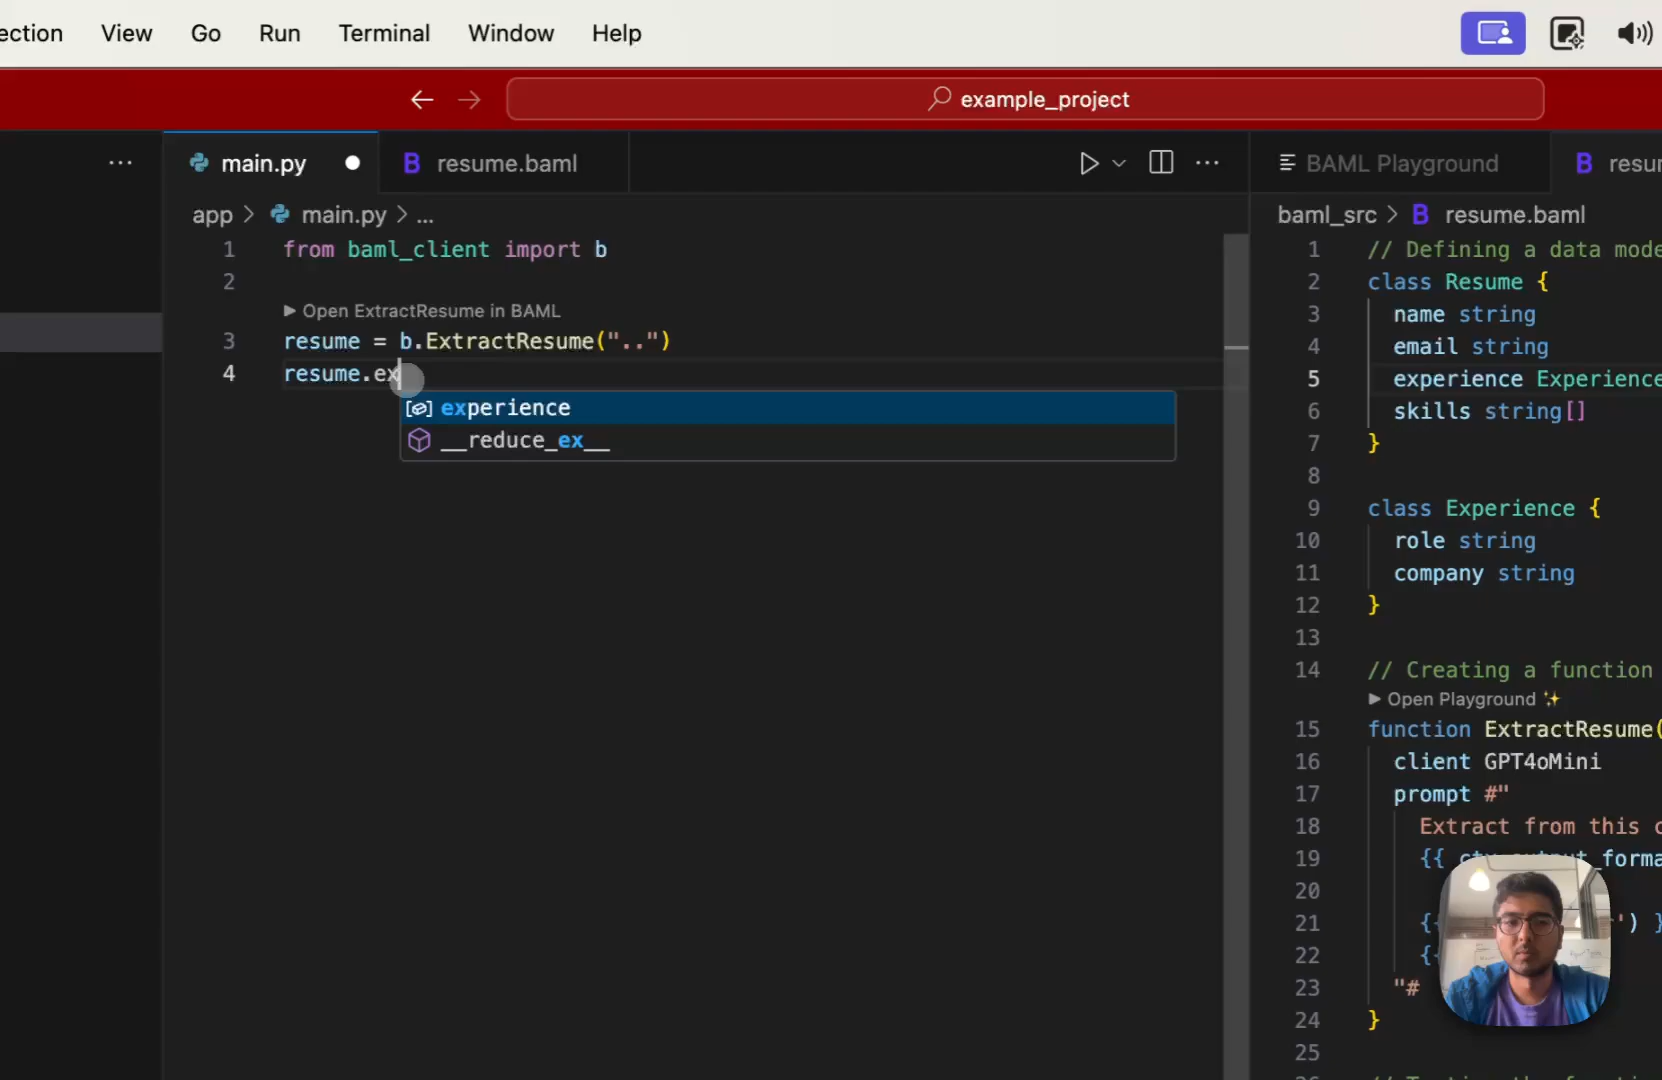 ection View Go Run Terminal Window Help
example_project
main.py
resume.baml
app > main.py > ...
1 from baml_client import b
2
Open ExtractResume in BAML
3 resume = b.ExtractResume("..")
4 resume.ex
experience
__reduce_ex__
BAML Playground
resum
baml_src > resume.baml
1 // Defining a data mode
2 class Resume {
3 name string
4 email string
5 experience Experience
6 skills string[]
7 }
8
9 class Experience {
10 role string
11 company string
12 }
13
14 // Creating a function
Open Playground ✨
15 function ExtractResume(
16 client GPT4oMini
17 prompt #"
18 Extract from this c
19 {{ ctx.output_forma
20
21 {{ ') }
22 {{
23 "#
24 }
25